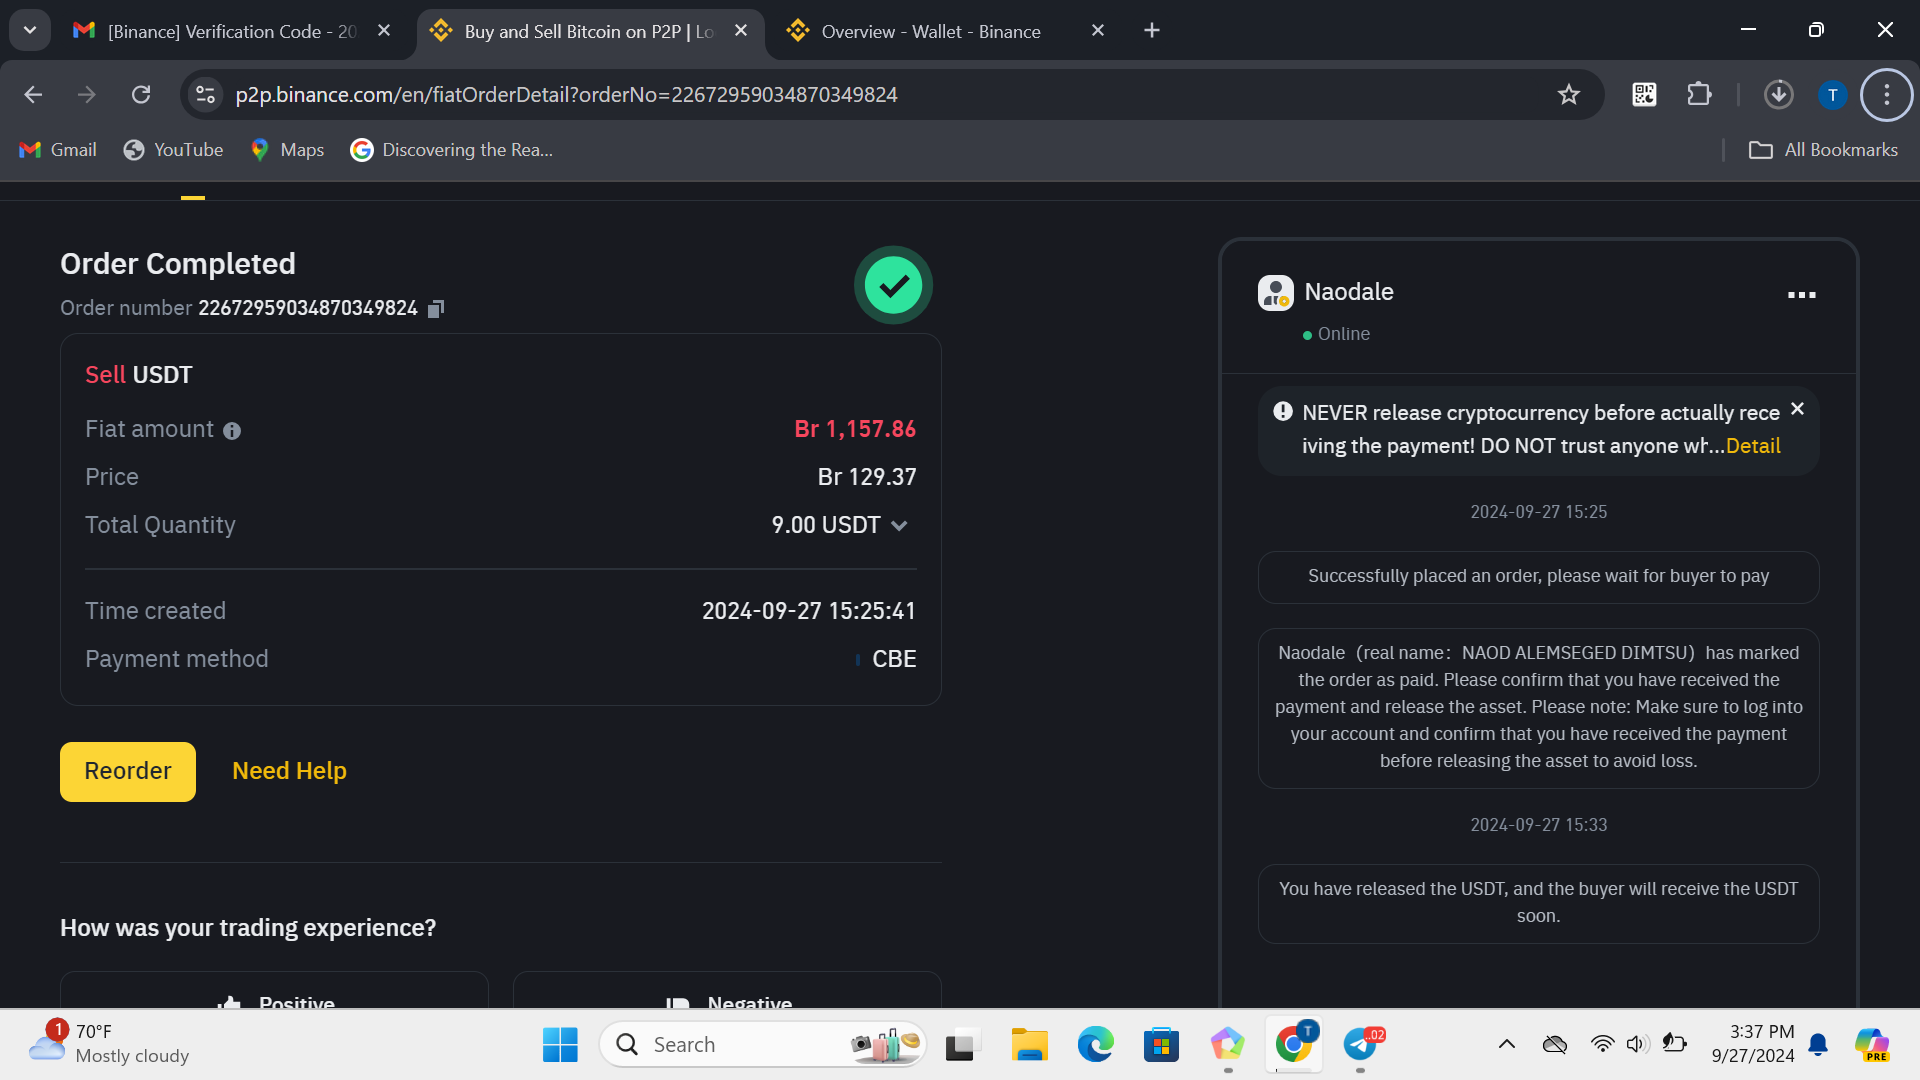 [Binance] Verification Code - 20
Buy and Sell Bitcoin on P2P | Lo
Overview - Wallet - Binance
p2p.binance.com/en/fiatOrderDetail?orderNo=22672959034870349824
T
Gmail
YouTube
Maps
Discovering the Rea...
All Bookmarks
Order Completed
Order number 22672959034870349824
Sell USDT
Fiat amount
Br 1,157.86
Price
Br 129.37
Total Quantity
9.00 USDT
Time created
2024-09-27 15:25:41
Payment method
CBE
Reorder
Need Help
How was your trading experience?
Positive
Negative
Naodale
Online
NEVER release cryptocurrency before actually rece
iving the payment! DO NOT trust anyone wh...Detail
2024-09-27 15:25
Successfully placed an order, please wait for buyer to pay
Naodale (real name: NAOD ALEMSEGED DIMTSU) has marked
the order as paid. Please confirm that you have received the
payment and release the asset. Please note: Make sure to log into
your account and confirm that you have received the payment
before releasing the asset to avoid loss.
2024-09-27 15:33
You have released the USDT, and the buyer will receive the USDT
soon.
1
70°F
Mostly cloudy
Search
T
..02
3:37 PM
9/27/2024
PRE